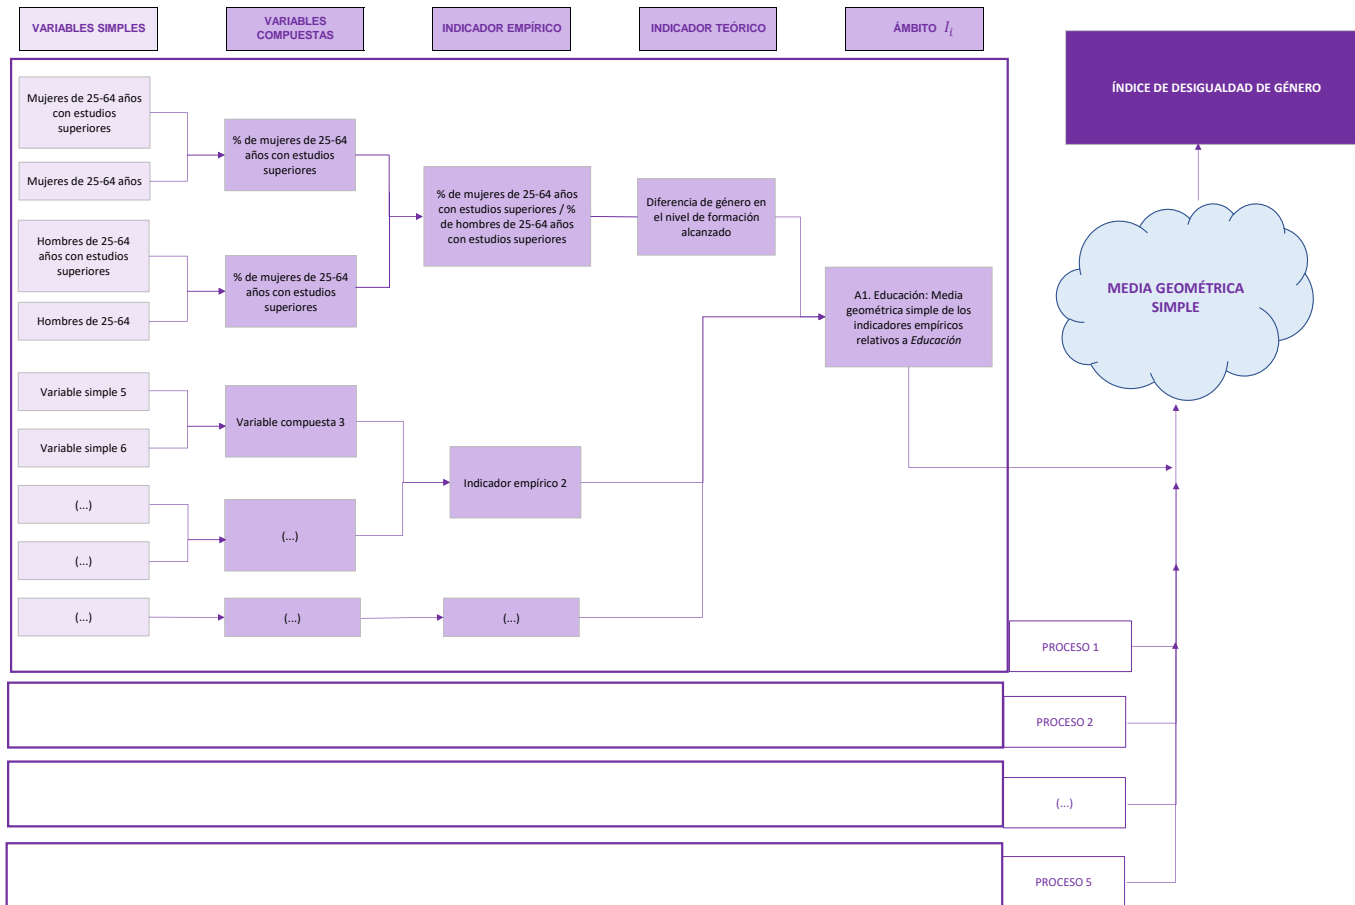 VARIABLES SIMPLES
VARIABLES
COMPUESTAS
INDICADOR EMPÍRICO
INDICADOR TEÓRICO
ÁMBITO I_i
ÍNDICE DE DESIGUALDAD DE GÉNERO
Mujeres de 25-64 años
con estudios
superiores
Mujeres de 25-64 años
% de mujeres de 25-64
años con estudios
superiores
Hombres de 25-64
años con estudios
superiores
Hombres de 25-64
% de mujeres de 25-64
años con estudios
superiores
% de mujeres de 25-64 años
con estudios superiores / %
de hombres de 25-64 años
con estudios superiores
Diferencia de género en
el nivel de formación
alcanzado
A1. Educación: Media
geométrica simple de los
indicadores empíricos
relativos a Educación
MEDIA GEOMÉTRICA
SIMPLE
Variable simple 5
Variable simple 6
Variable compuesta 3
Indicador empírico 2
(...)
(...)
(...)
(...)
(...)
(...)
PROCESO 1
PROCESO 2
(...)
PROCESO 5